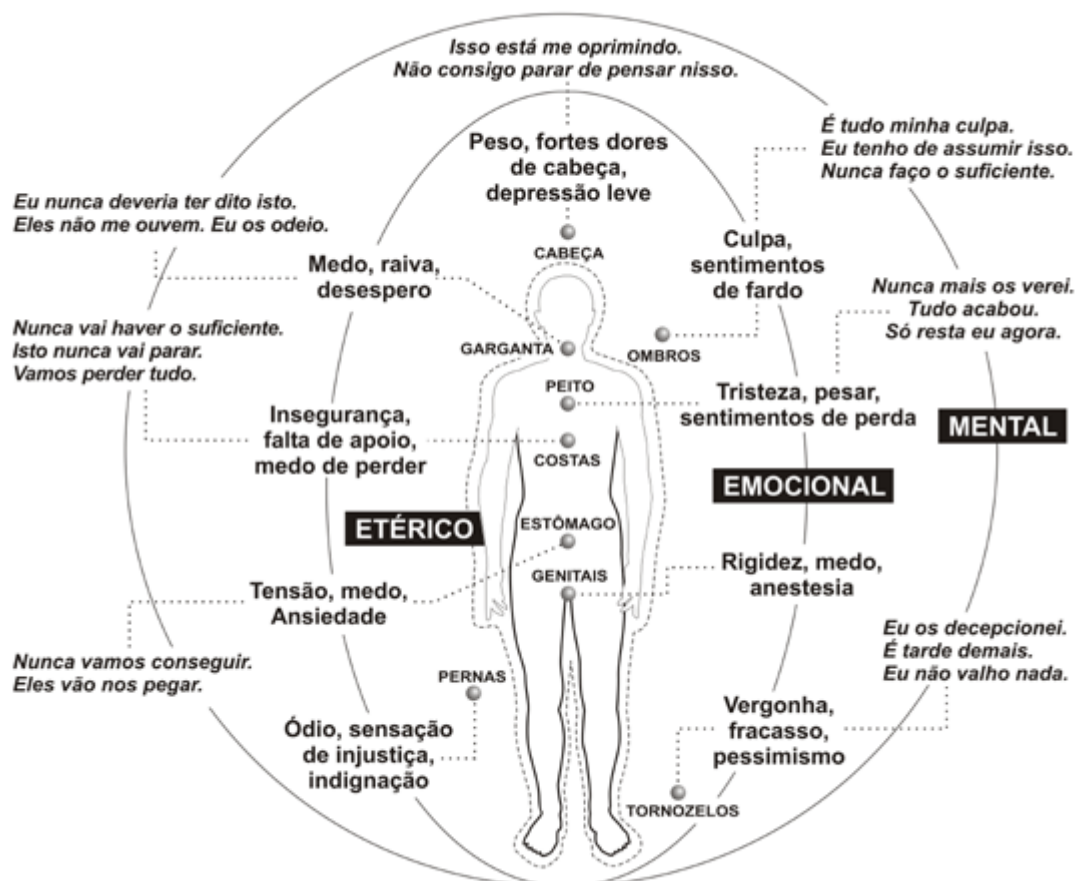 Isso está me oprimindo.
Não consigo parar de pensar nisso.
Peso, fortes dores
de cabeça,
depressão leve
CABEÇA
É tudo minha culpa.
Eu tenho de assumir isso.
Nunca faço o suficiente.
Culpa,
sentimentos
de fardo
OMBROS
Eu nunca deveria ter dito isto.
Eles não me ouvem. Eu os odeio.
Medo, raiva,
desespero
GARGANTA
Nunca mais os verei.
Tudo acabou.
Só resta eu agora.
Tristeza, pesar,
sentimentos de perda
PEITO
MENTAL
Nunca vai haver o suficiente.
Isto nunca vai parar.
Vamos perder tudo.
Insegurança,
falta de apoio,
medo de perder
COSTAS
EMOCIONAL
ETÉRICO
ESTÔMAGO
Tensão, medo,
Ansiedade
Nunca vamos conseguir.
Eles vão nos pegar.
GENITAIS
Rigidez, medo,
anestesia
PERNAS
Ódio, sensação
de injustiça,
indignação
Eu os decepcionei.
É tarde demais.
Eu não valho nada.
Vergonha,
fracasso,
pessimismo
TORNOZELOS